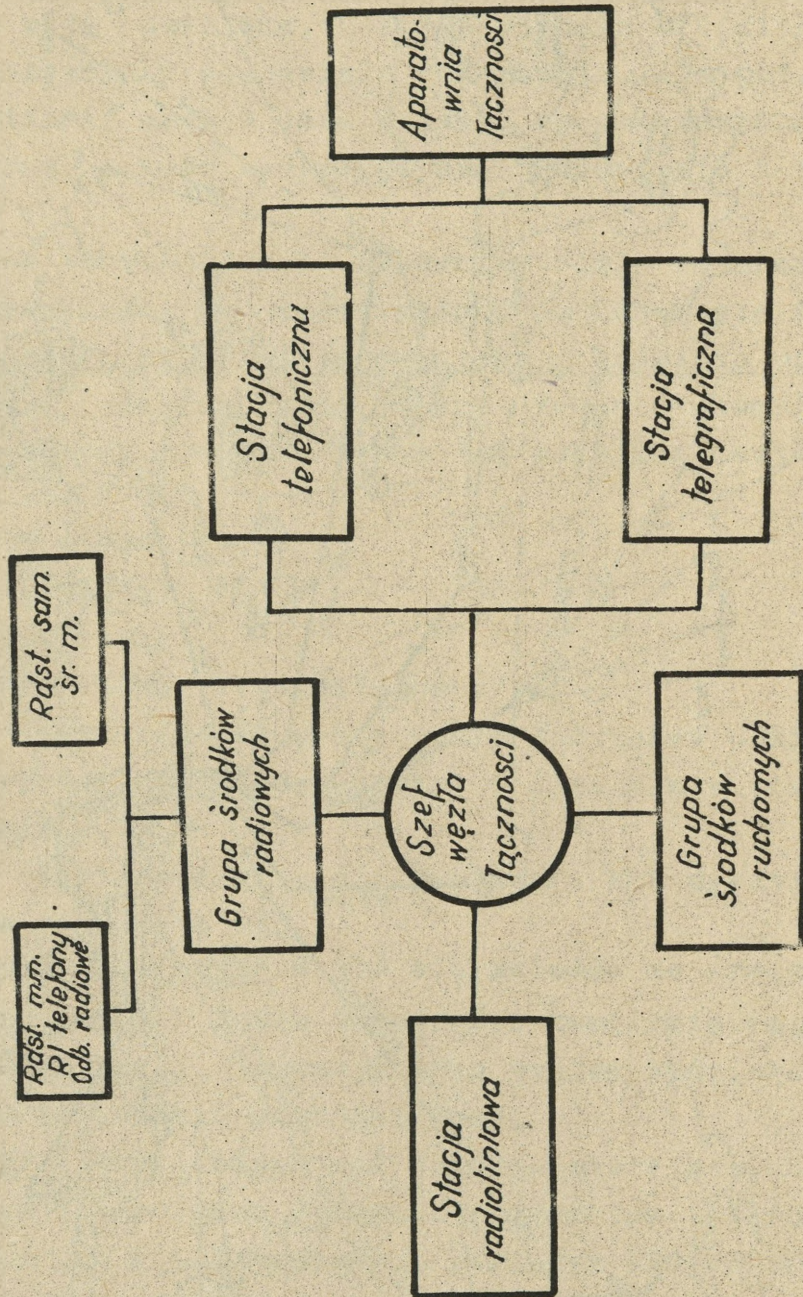 Rdst. mm.
R/ telefony
Odb. radiowe
Rdst. sam.
śr. m.
Grupa środków
radiowych
Stacja
telefoniczna
Aparato-
wnia
łączności
Stacja
radioliniowa
Szef
węzła
łączności
Stacja
telegraficzna
Grupa
środków
ruchomych